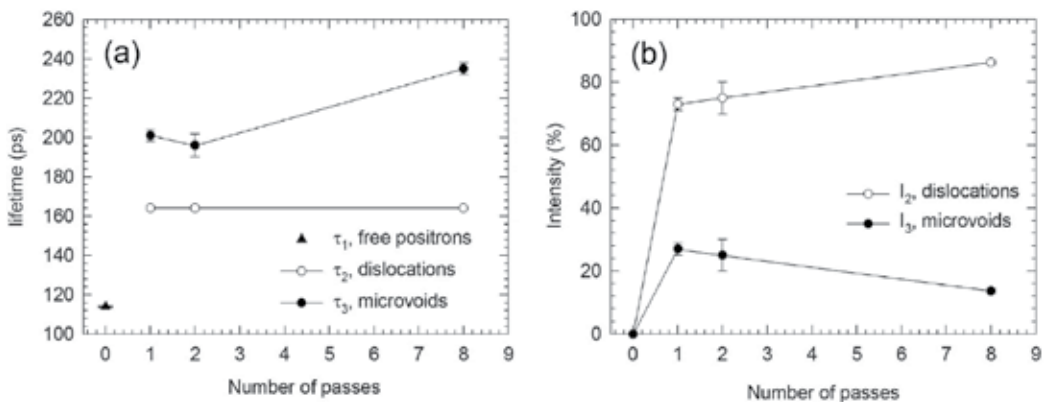 (a)
260
240
220
200
180
160
140
120
100
lifetime (ps)
τ1, free positrons
τ2, dislocations
τ3, microvoids
0 1 2 3 4 5 6 7 8 9
Number of passes
(b)
100
80
60
40
20
0
Intensity (%)
I2, dislocations
I3, microvoids
0 1 2 3 4 5 6 7 8 9
Number of passes